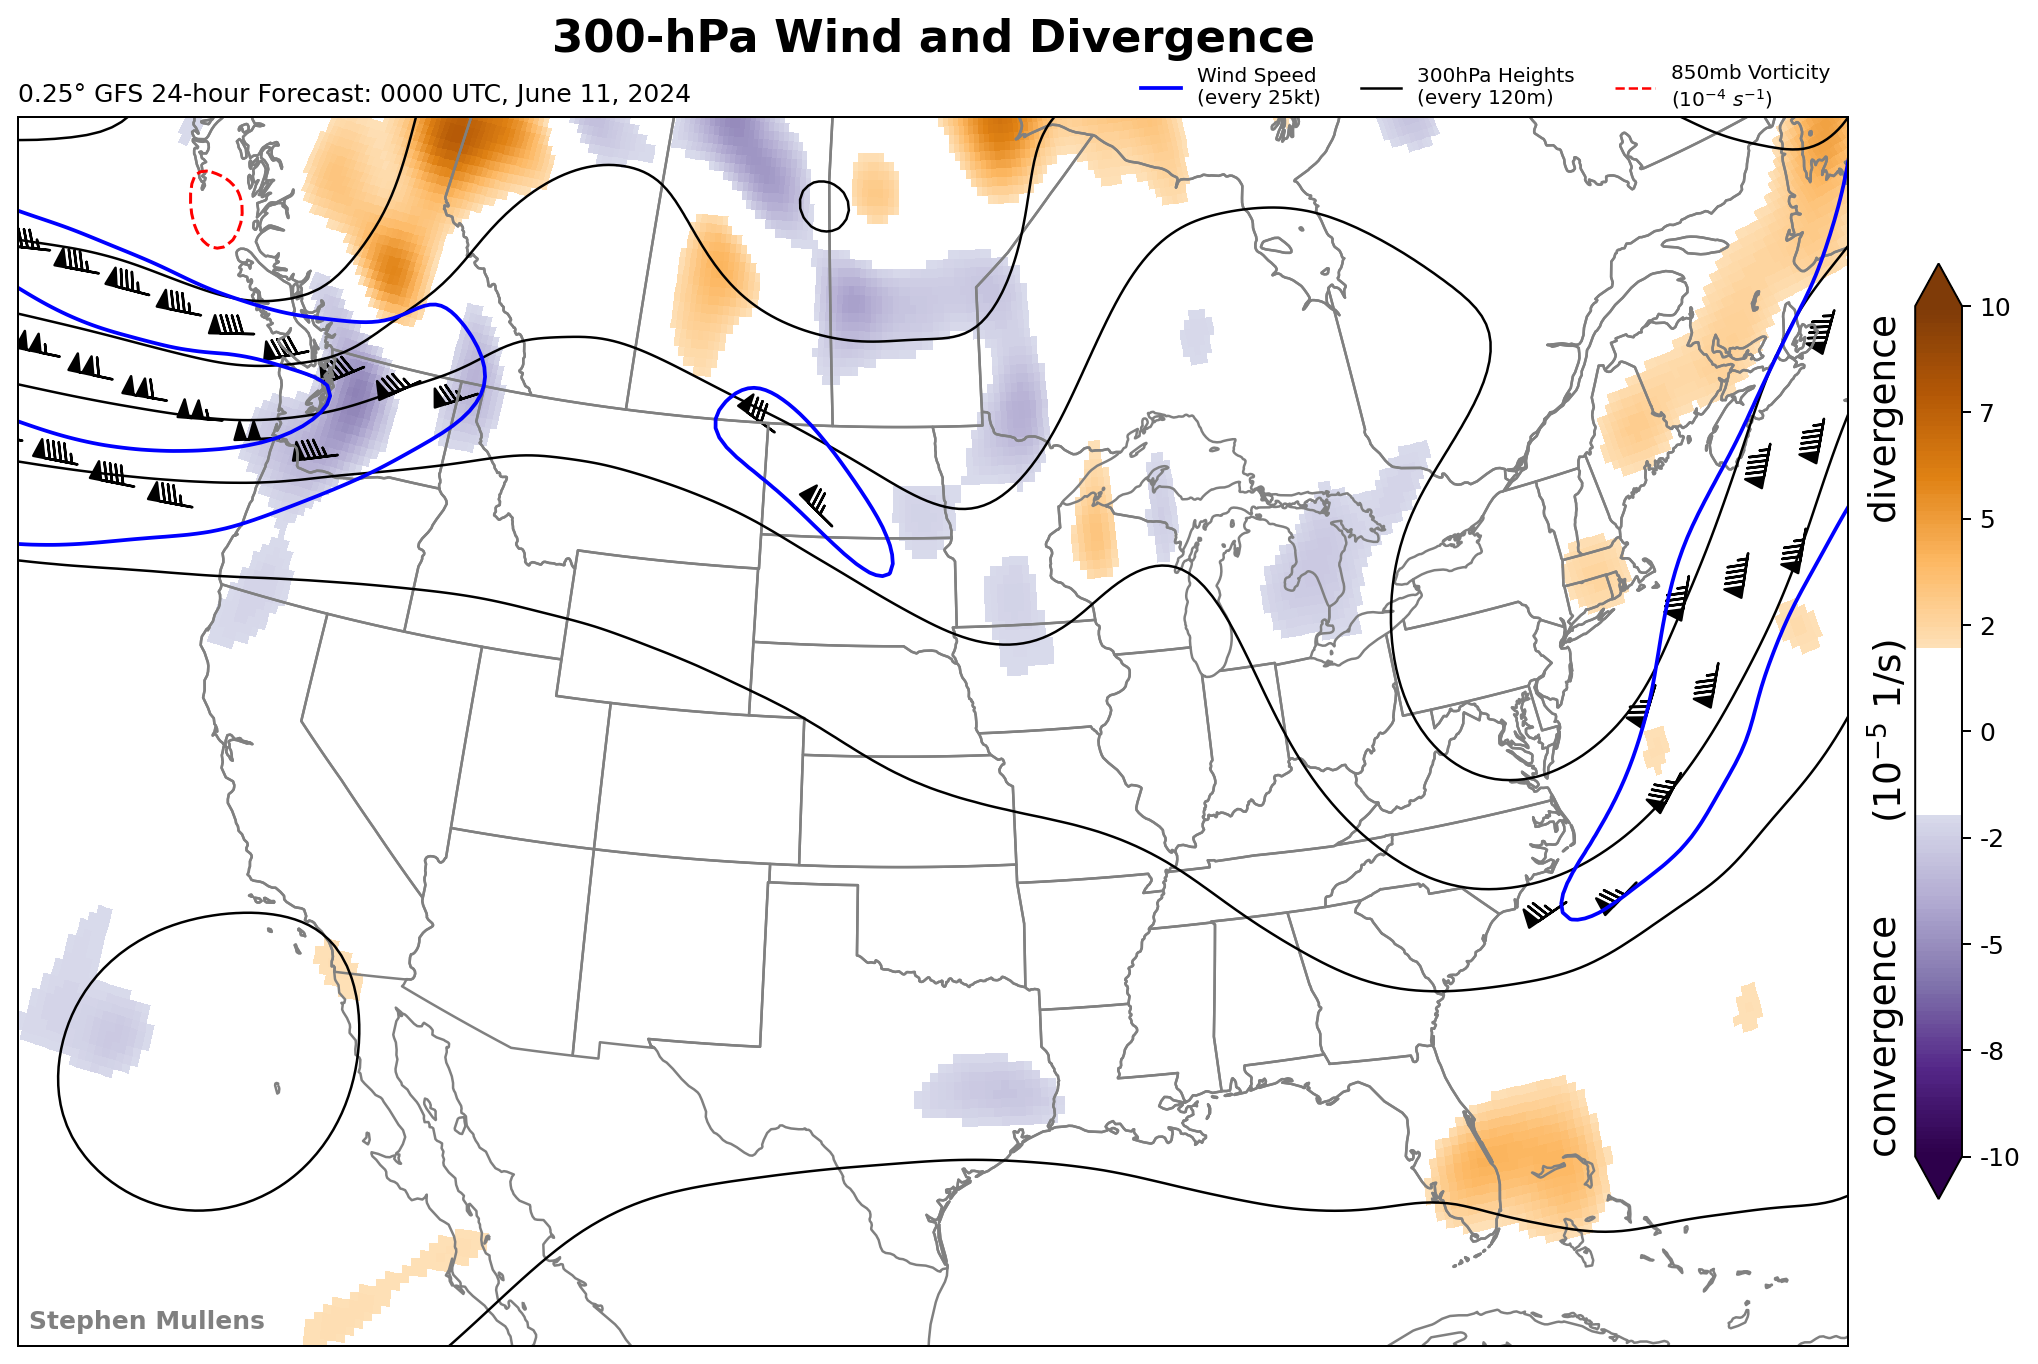 300-hPa Wind and Divergence
0.25° GFS 24-hour Forecast: 0000 UTC, June 11, 2024
Wind Speed
(every 25kt)
300hPa Heights
(every 120m)
850mb Vorticity
(10⁻⁴ s⁻¹)
10
7
5
2
0
-2
-5
-8
-10
convergence (10⁻⁵ 1/s) divergence
Stephen Mullens